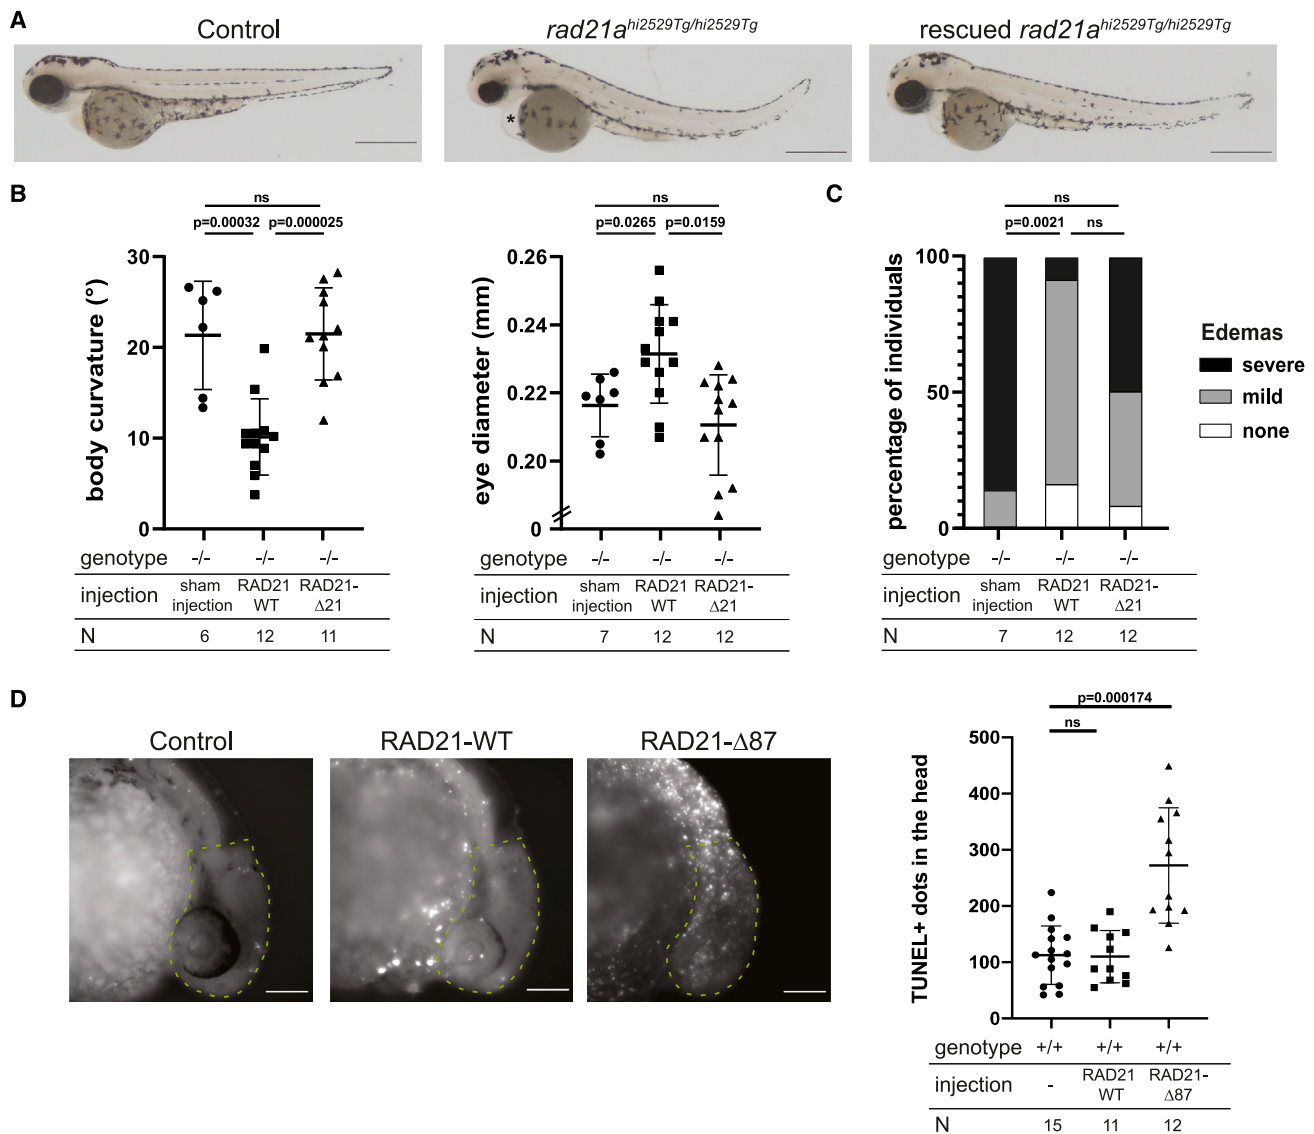 A
Control
rad21a^hi2529Tg/hi2529Tg
rescued rad21a^hi2529Tg/hi2529Tg
*
B
ns
p=0.00032 p=0.000025
body curvature (°)
30
20
10
0
genotype -/- -/- -/-
injection sham injection RAD21 WT RAD21-Δ21
N 6 12 11
ns
p=0.0265 p=0.0159
eye diameter (mm)
0.26
0.24
0.22
0.20
0
genotype -/- -/- -/-
injection sham injection RAD21 WT RAD21-Δ21
N 7 12 12
C
ns
p=0.0021 ns
percentage of individuals
100
50
0
Edemas
severe
mild
none
genotype -/- -/- -/-
injection sham injection RAD21 WT RAD21-Δ21
N 7 12 12
D
Control
RAD21-WT
RAD21-Δ87
p=0.000174
ns
TUNEL+ dots in the head
500
400
300
200
100
0
genotype +/+ +/+ +/+
injection - RAD21 WT RAD21-Δ87
N 15 11 12